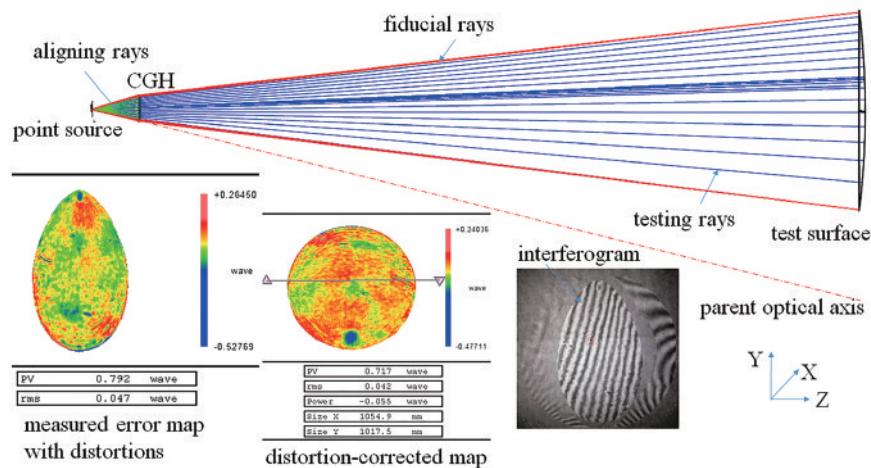 fiducial rays
aligning rays
CGH
point source
testing rays
test surface
interferogram
parent optical axis
Y
X
Z
+0.26450
wave
-0.52769
PV 0.792 wave
rms 0.047 wave
measured error map
with distortions
+0.24006
wave
-0.47711
PV 0.717 wave
rms 0.042 wave
Power -0.055 wave
Size X 1054.9 mm
Size Y 1017.5 mm
distortion-corrected map